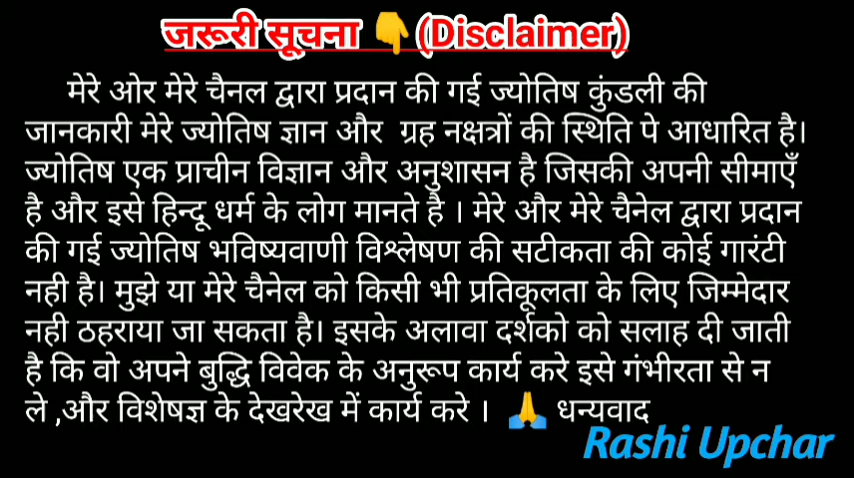 जरूरी सूचना 👇 (Disclaimer)
मेरे ओर मेरे चैनल द्वारा प्रदान की गई ज्योतिष कुंडली की
जानकारी मेरे ज्योतिष ज्ञान और ग्रह नक्षत्रों की स्थिति पे आधारित है।
ज्योतिष एक प्राचीन विज्ञान और अनुशासन है जिसकी अपनी सीमाएँ
है और इसे हिन्दू धर्म के लोग मानते है । मेरे और मेरे चैनेल द्वारा प्रदान
की गई ज्योतिष भविष्यवाणी विश्लेषण की सटीकता की कोई गारंटी
नही है। मुझे या मेरे चैनेल को किसी भी प्रतिकूलता के लिए जिम्मेदार
नही ठहराया जा सकता है। इसके अलावा दर्शको को सलाह दी जाती
है कि वो अपने बुद्धि विवेक के अनुरूप कार्य करे इसे गंभीरता से न
ले ,और विशेषज्ञ के देखरेख में कार्य करे । 🙏 धन्यवाद
Rashi Upchar